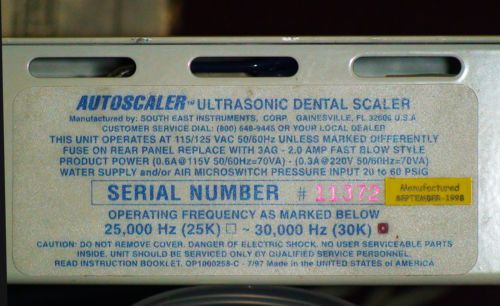 AUTOSCALER™ ULTRASONIC DENTAL SCALER
Manufactured by: SOUTH EAST INSTRUMENTS, CORP. GAINESVILLE, FL 32606 U.S.A
CUSTOMER SERVICE DIAL: (800) 648-9445 OR YOUR LOCAL DEALER
THIS UNIT OPERATES AT 115/125 VAC 50/60Hz UNLESS MARKED DIFFERENTLY
FUSE ON REAR PANEL REPLACE WITH 3AG - 2.0 AMP FAST BLOW STYLE
PRODUCT POWER (0.6A@115V 50/60Hz=70VA) - (0.3A@220V 50/60Hz=70VA)
WATER SUPPLY and/or AIR MICROSWITCH PRESSURE INPUT 20 to 60 PSIG
SERIAL NUMBER # 11372
Manufactured
SEPTEMBER-1998
OPERATING FREQUENCY AS MARKED BELOW
25,000 Hz (25K) □ ~ 30,000 Hz (30K) ■
CAUTION: DO NOT REMOVE COVER. DANGER OF ELECTRIC SHOCK. NO USER SERVICEABLE PARTS
INSIDE. UNIT SHOULD BE SERVICED ONLY BY QUALIFIED SERVICE PERSONNEL.
READ INSTRUCTION BOOKLET. OP1000258-C - 7/97 Made in the UNITED STATES of AMERICA